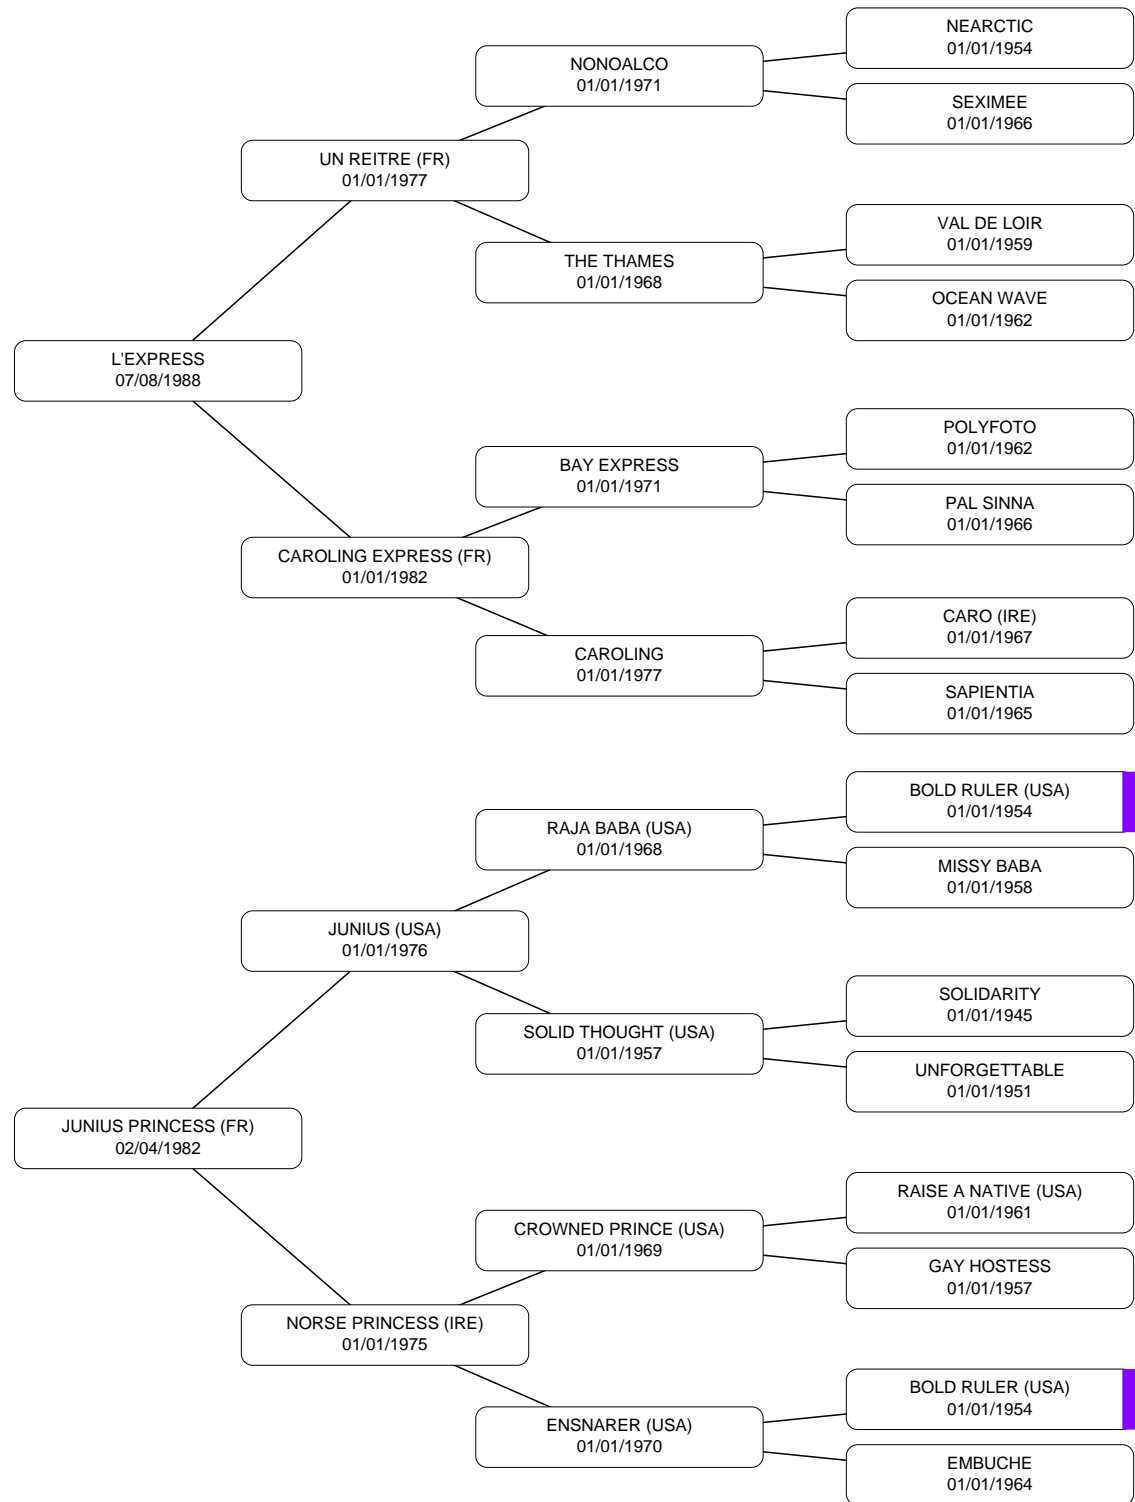 NEARCTIC
01/01/1954
NONOALCO
01/01/1971
SEXIMEE
01/01/1966
UN REITRE (FR)
01/01/1977
VAL DE LOIR
01/01/1959
THE THAMES
01/01/1968
OCEAN WAVE
01/01/1962
L'EXPRESS
07/08/1988
POLYFOTO
01/01/1962
BAY EXPRESS
01/01/1971
PAL SINNA
01/01/1966
CAROLING EXPRESS (FR)
01/01/1982
CARO (IRE)
01/01/1967
CAROLING
01/01/1977
SAPIENTIA
01/01/1965
BOLD RULER (USA)
01/01/1954
RAJA BABA (USA)
01/01/1968
MISSY BABA
01/01/1958
JUNIUS (USA)
01/01/1976
SOLIDARITY
01/01/1945
SOLID THOUGHT (USA)
01/01/1957
UNFORGETTABLE
01/01/1951
JUNIUS PRINCESS (FR)
02/04/1982
RAISE A NATIVE (USA)
01/01/1961
CROWNED PRINCE (USA)
01/01/1969
GAY HOSTESS
01/01/1957
NORSE PRINCESS (IRE)
01/01/1975
BOLD RULER (USA)
01/01/1954
ENSNARER (USA)
01/01/1970
EMBUCHE
01/01/1964